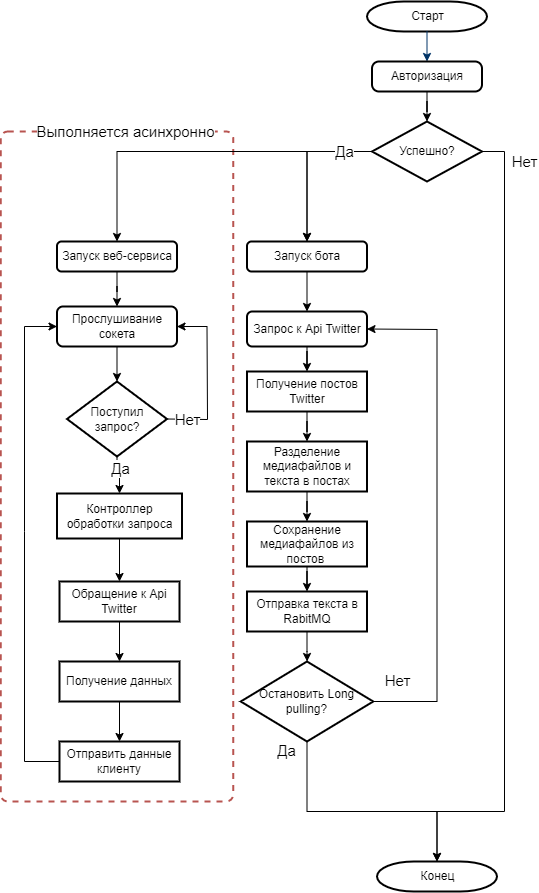 Старт
Авторизация
Выполняется асинхронно
Да
Успешно?
Нет
Запуск веб-сервиса
Запуск бота
Прослушивание
сокета
Запрос к Api Twitter
Получение постов
Twitter
Поступил
запрос?
Нет
Да
Разделение
медиафайлов и
текста в постах
Контроллер
обработки запроса
Сохранение
медиафайлов из
постов
Обращение к Api
Twitter
Отправка текста в
RabitMQ
Получение данных
Остановить Long
pulling?
Нет
Да
Отправить данные
клиенту
Конец